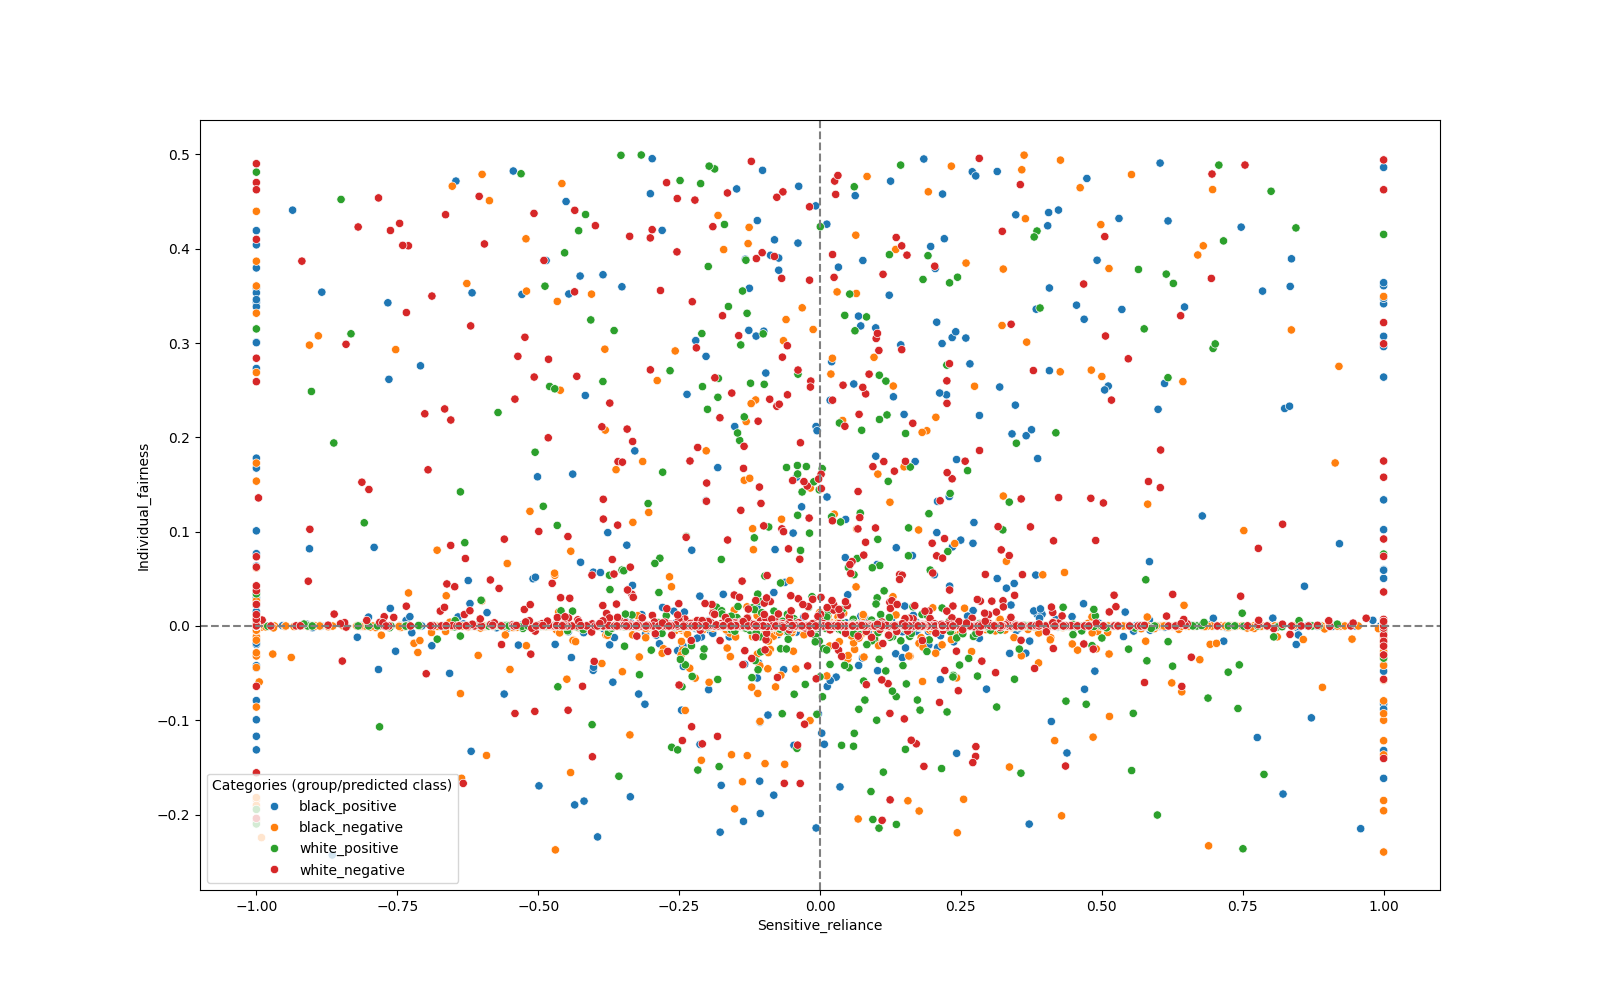 0.5
0.4
0.3
0.2
0.1
0.0
−0.1
−0.2
Individual_fairness
Categories (group/predicted class)
black_positive
black_negative
white_positive
white_negative
−1.00 −0.75 −0.50 −0.25 0.00 0.25 0.50 0.75 1.00
Sensitive_reliance